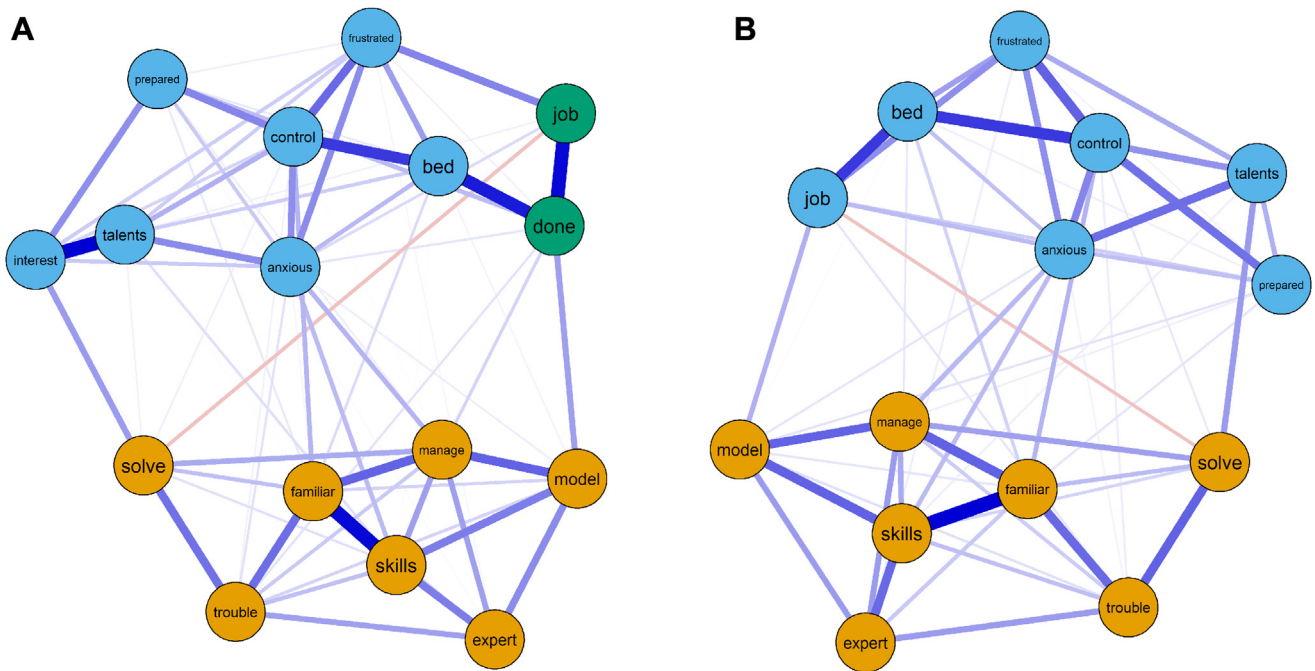 A
frustrated
prepared
job
control
bed
done
talents
interest
anxious
solve
manage
familiar
model
skills
trouble
expert
B
frustrated
bed
control
talents
job
anxious
prepared
manage
model
solve
familiar
skills
trouble
expert